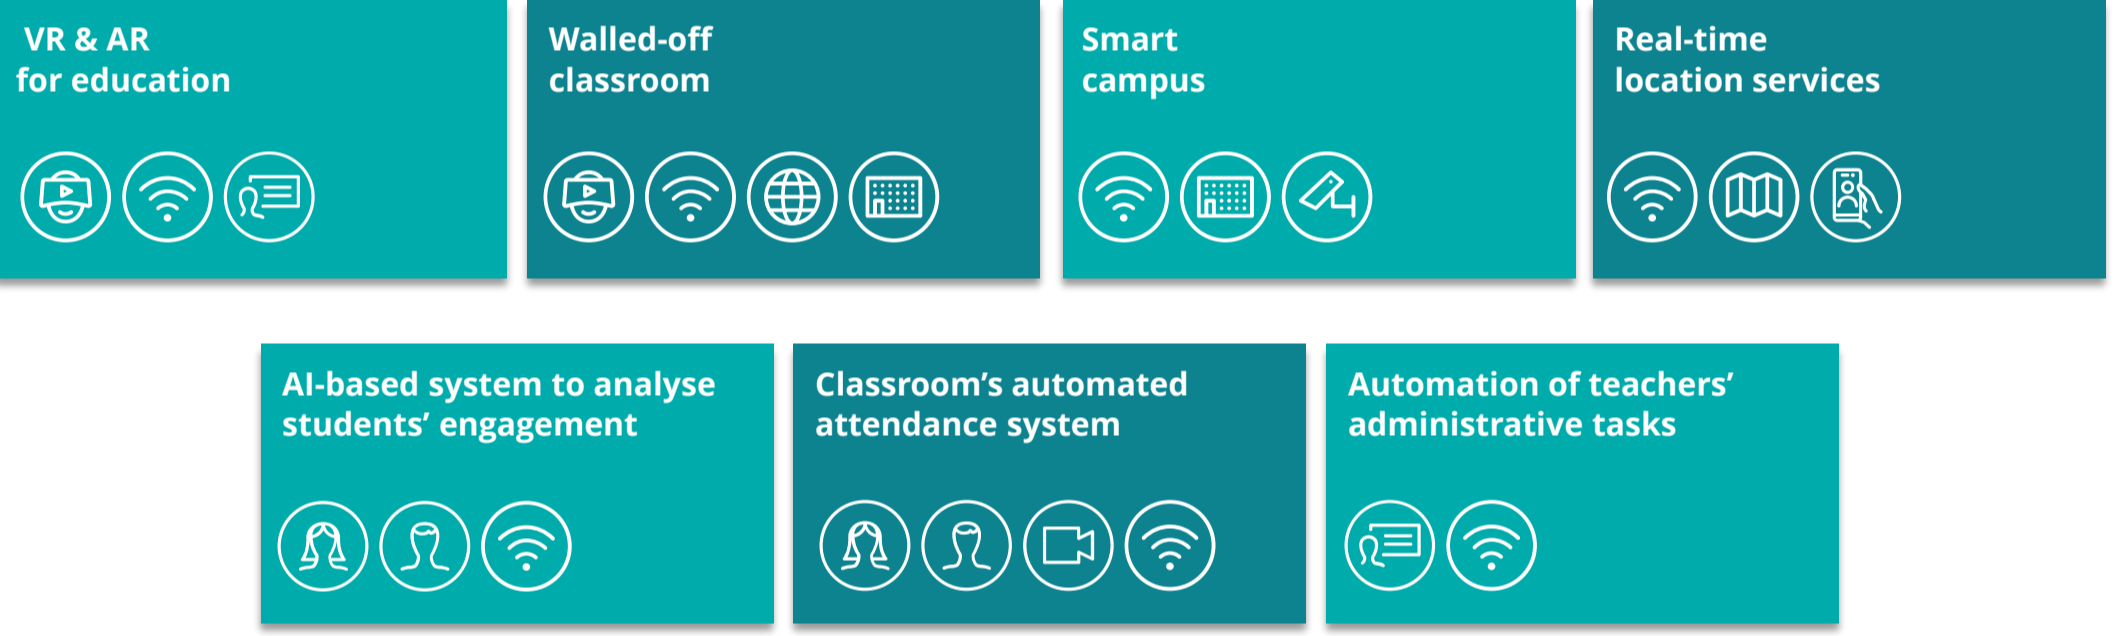 VR & AR
for education
Walled-off
classroom
Smart
campus
Real-time
location services
AI-based system to analyse
students’ engagement
Classroom’s automated
attendance system
Automation of teachers’
administrative tasks